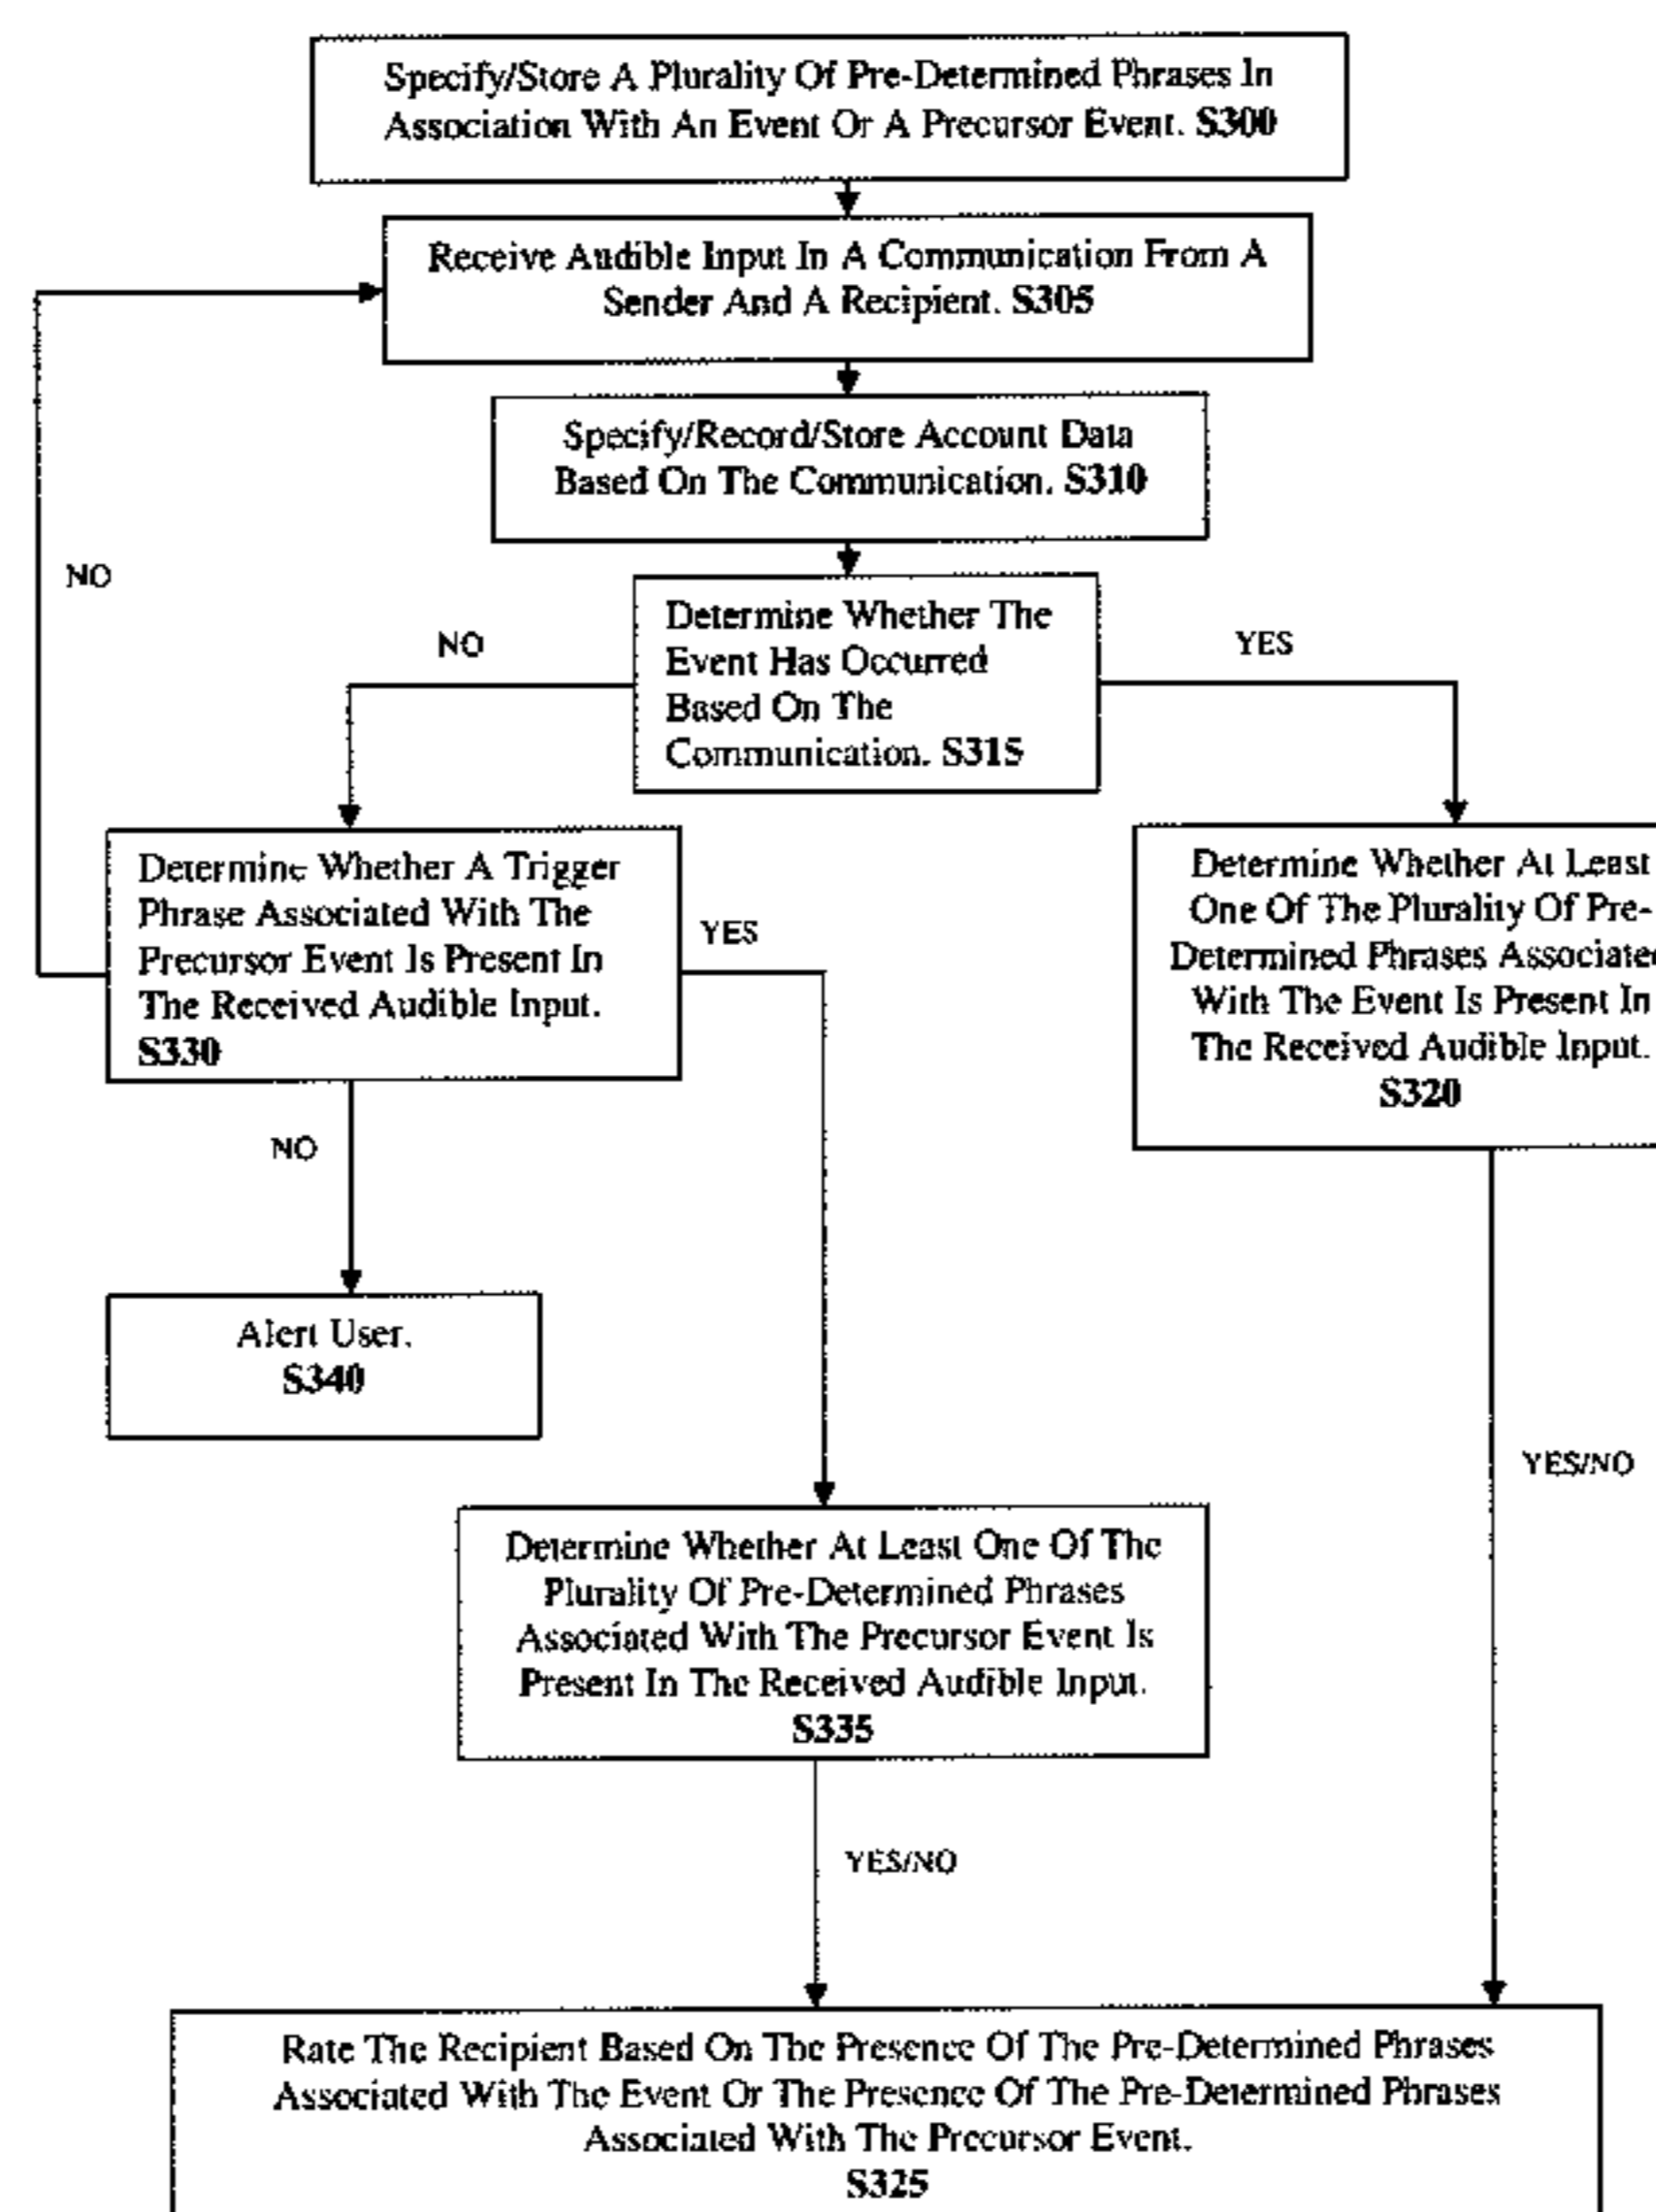 Specify/Store A Plurality Of Pre-Determined Phrases In
Association With An Event Or A Precursor Event. S300
Receive Audible Input In A Communication From A
Sender And A Recipient. S305
Specify/Record/Store Account Data
Based On The Communication. S310
NO
Determine Whether The
Event Has Occurred
Based On The
Communication. S315
NO
YES
Determine Whether A Trigger
Phrase Associated With The
Precursor Event Is Present In
The Received Audible Input.
S330
YES
Determine Whether At Least
One Of The Plurality Of Pre-
Determined Phrases Associated
With The Event Is Present In
The Received Audible Input.
S320
NO
Alert User.
S340
YES/NO
Determine Whether At Least One Of The
Plurality Of Pre-Determined Phrases
Associated With The Precursor Event Is
Present In The Received Audible Input.
S335
YES/NO
Rate The Recipient Based On The Presence Of The Pre-Determined Phrases
Associated With The Event Or The Presence Of The Pre-Determined Phrases
Associated With The Precursor Event.
S325